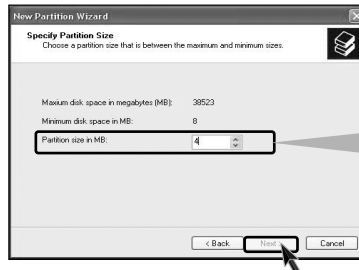 New Partition Wizard
Specify Partition Size
Choose a partition size that is between the maximum and minimum sizes.
Maxium disk space in megabytes (MB): 38523
Minimum disk space in MB: 8
Partition size in MB: 4
< Back Next > Cancel